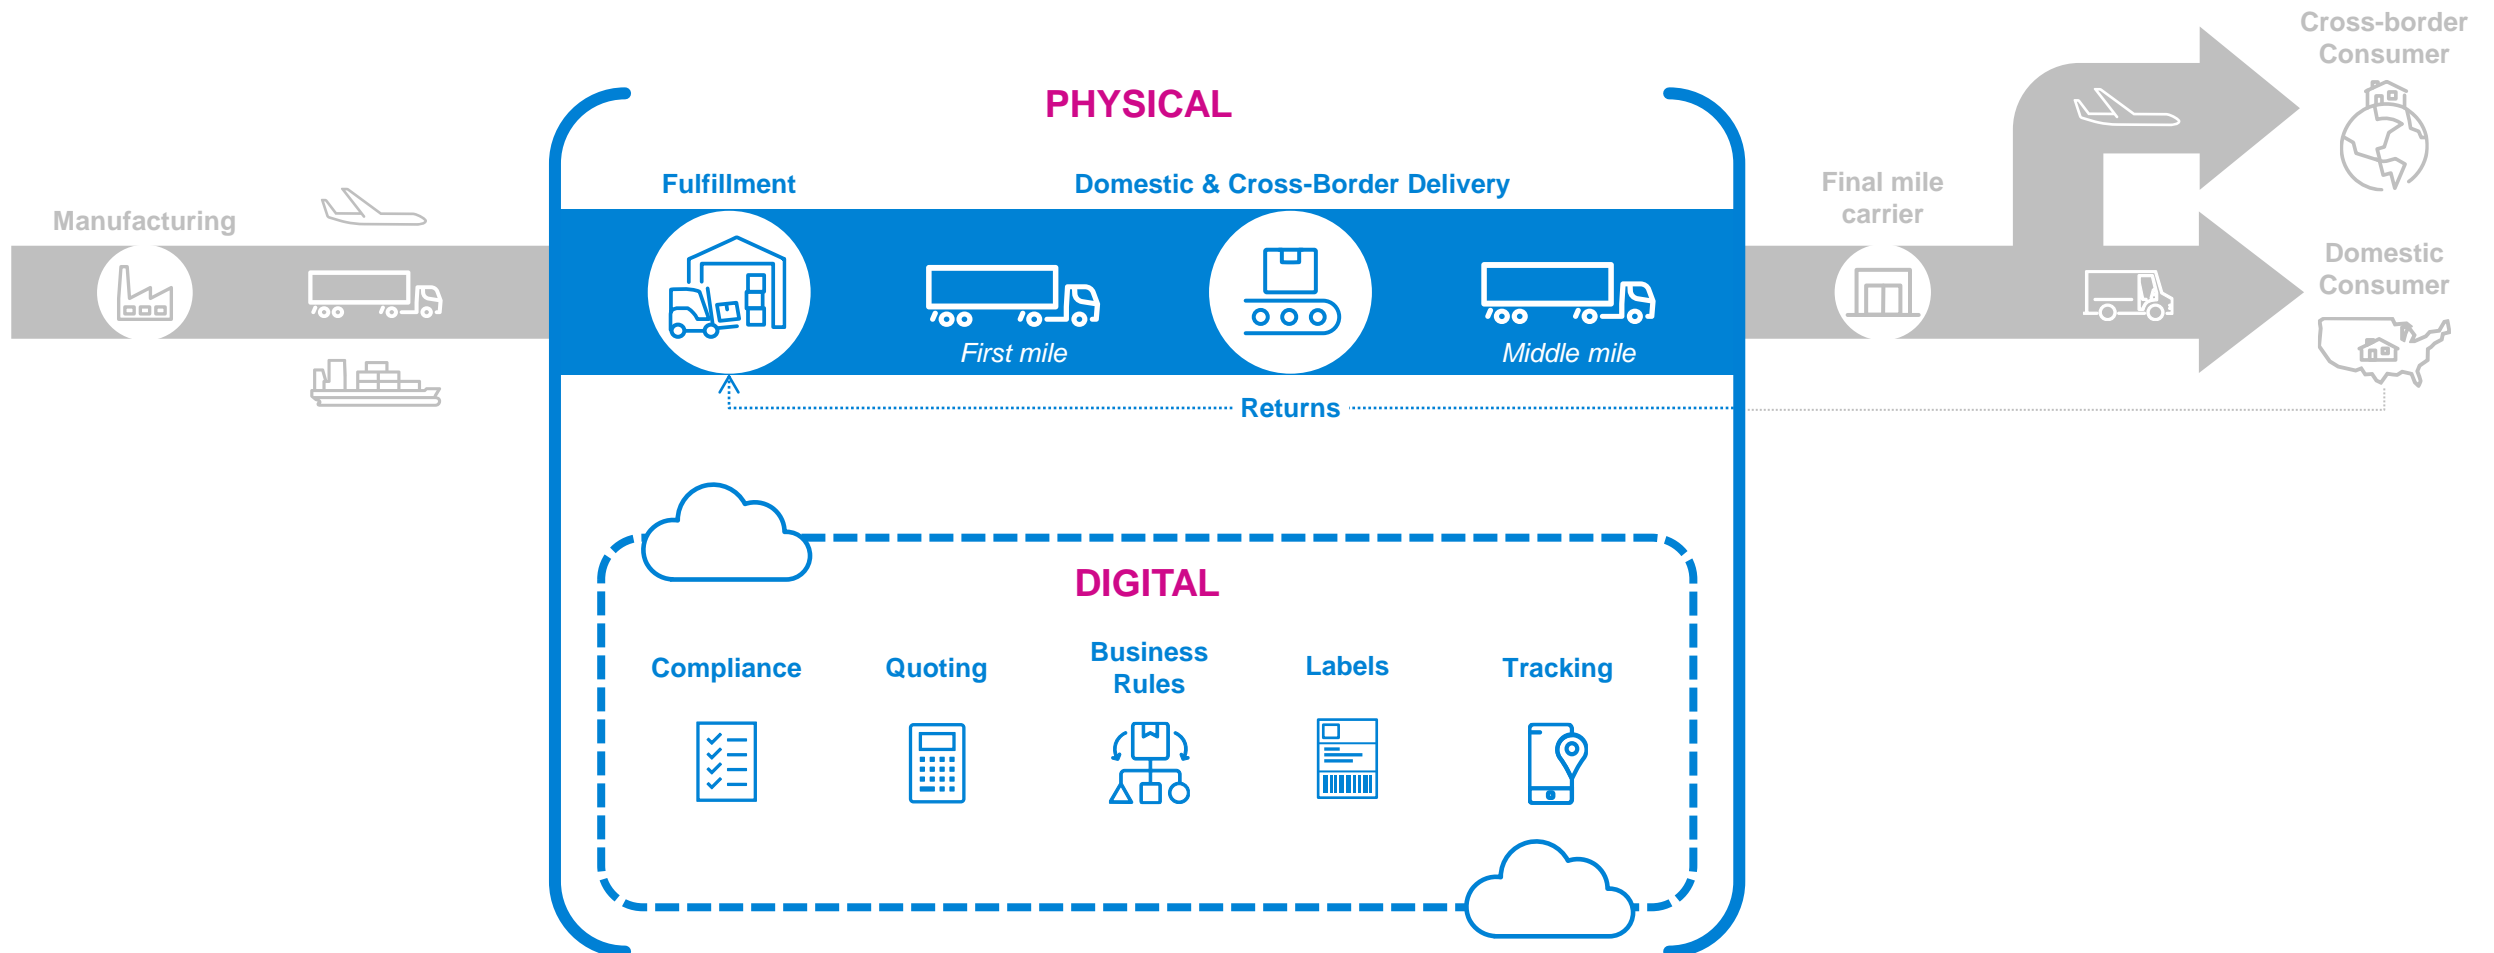 Cross-border
Consumer
PHYSICAL
Fulfillment
Domestic & Cross-Border Delivery
Final mile
carrier
Manufacturing
Domestic
Consumer
First mile
Middle mile
Returns
DIGITAL
Compliance
Quoting
Business
Rules
Labels
Tracking